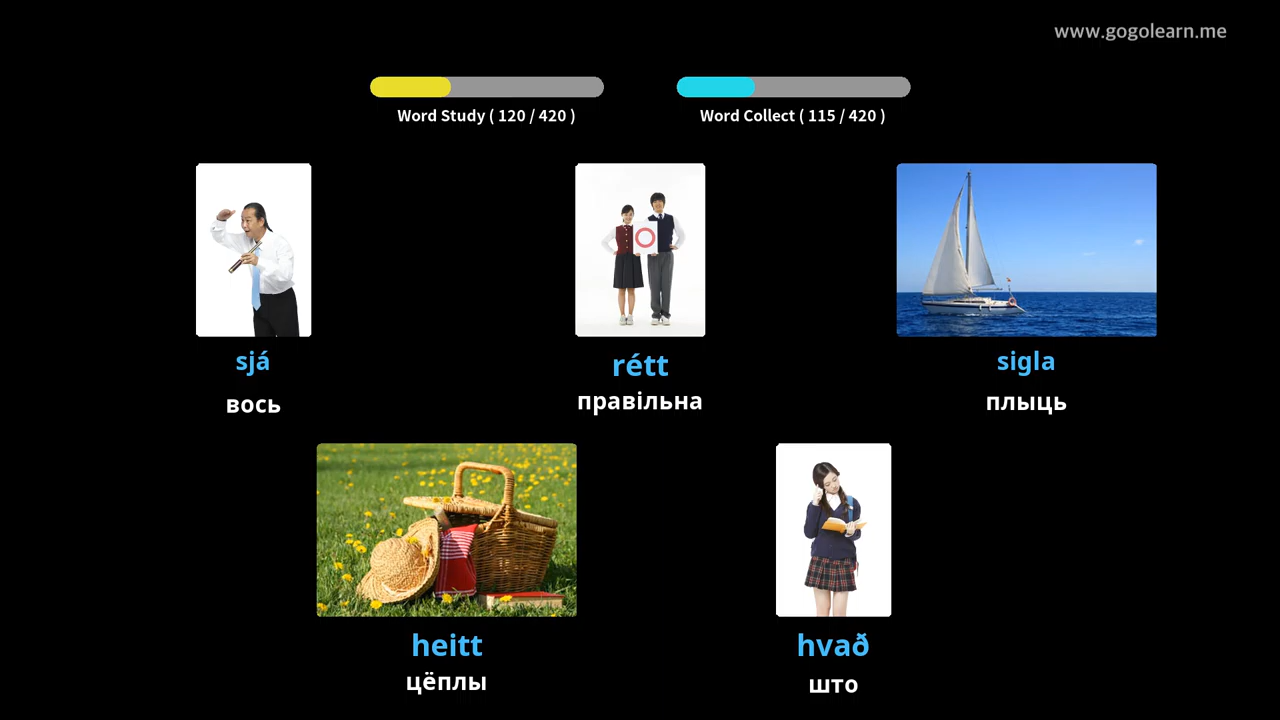 www.gogolearn.me
Word Study ( 120 / 420 )
Word Collect ( 115 / 420 )
sjá
вось
rétt
правільна
sigla
плыць
heitt
цёплы
hvað
што